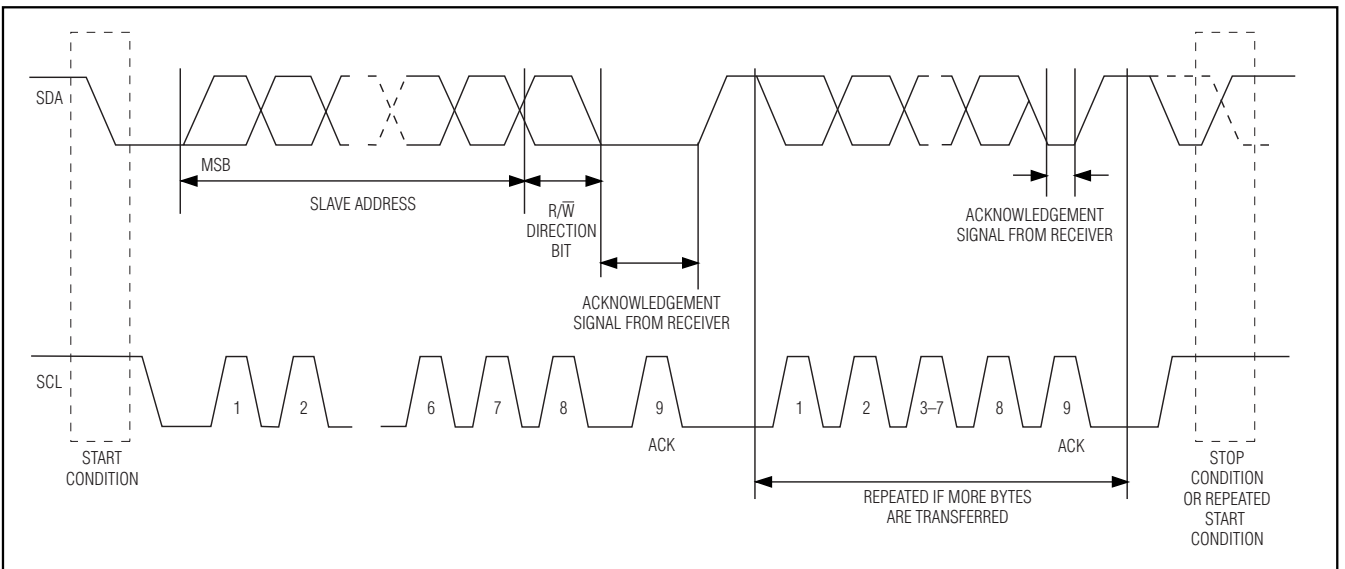 SDA
MSB
SLAVE ADDRESS
R/W̅
DIRECTION
BIT
ACKNOWLEDGEMENT
SIGNAL FROM RECEIVER
ACKNOWLEDGEMENT
SIGNAL FROM RECEIVER
SCL
1
2
6
7
8
9
1
2
3–7
8
9
ACK
ACK
START
CONDITION
REPEATED IF MORE BYTES
ARE TRANSFERRED
STOP
CONDITION
OR REPEATED
START
CONDITION